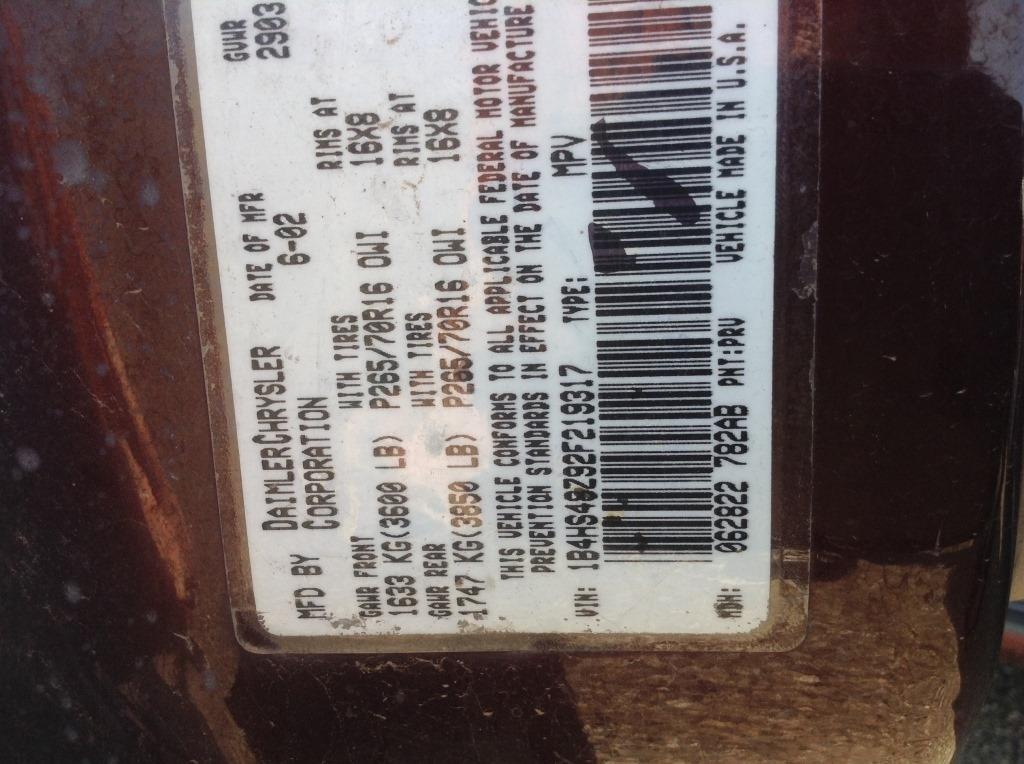 MFD BY DAIMLERCHRYSLER CORPORATION DATE OF MFR 6-02 GVWR 2903
GAWR FRONT WITH TIRES RIMS AT
1633 KG(3600 LB) P265/70R16 OWL 16X8
GAWR REAR WITH TIRES RIMS AT
1747 KG(3850 LB) P265/70R16 OWL 16X8
THIS VEHICLE CONFORMS TO ALL APPLICABLE FEDERAL MOTOR
PREVENTION STANDARDS IN EFFECT ON THE DATE OF MANUFACTURE
VIN: 1B4HS48Z92F219317 TYPE: MPV
MDH: 062822 782AB PNT:PRV VEHICLE MADE IN U.S.A.